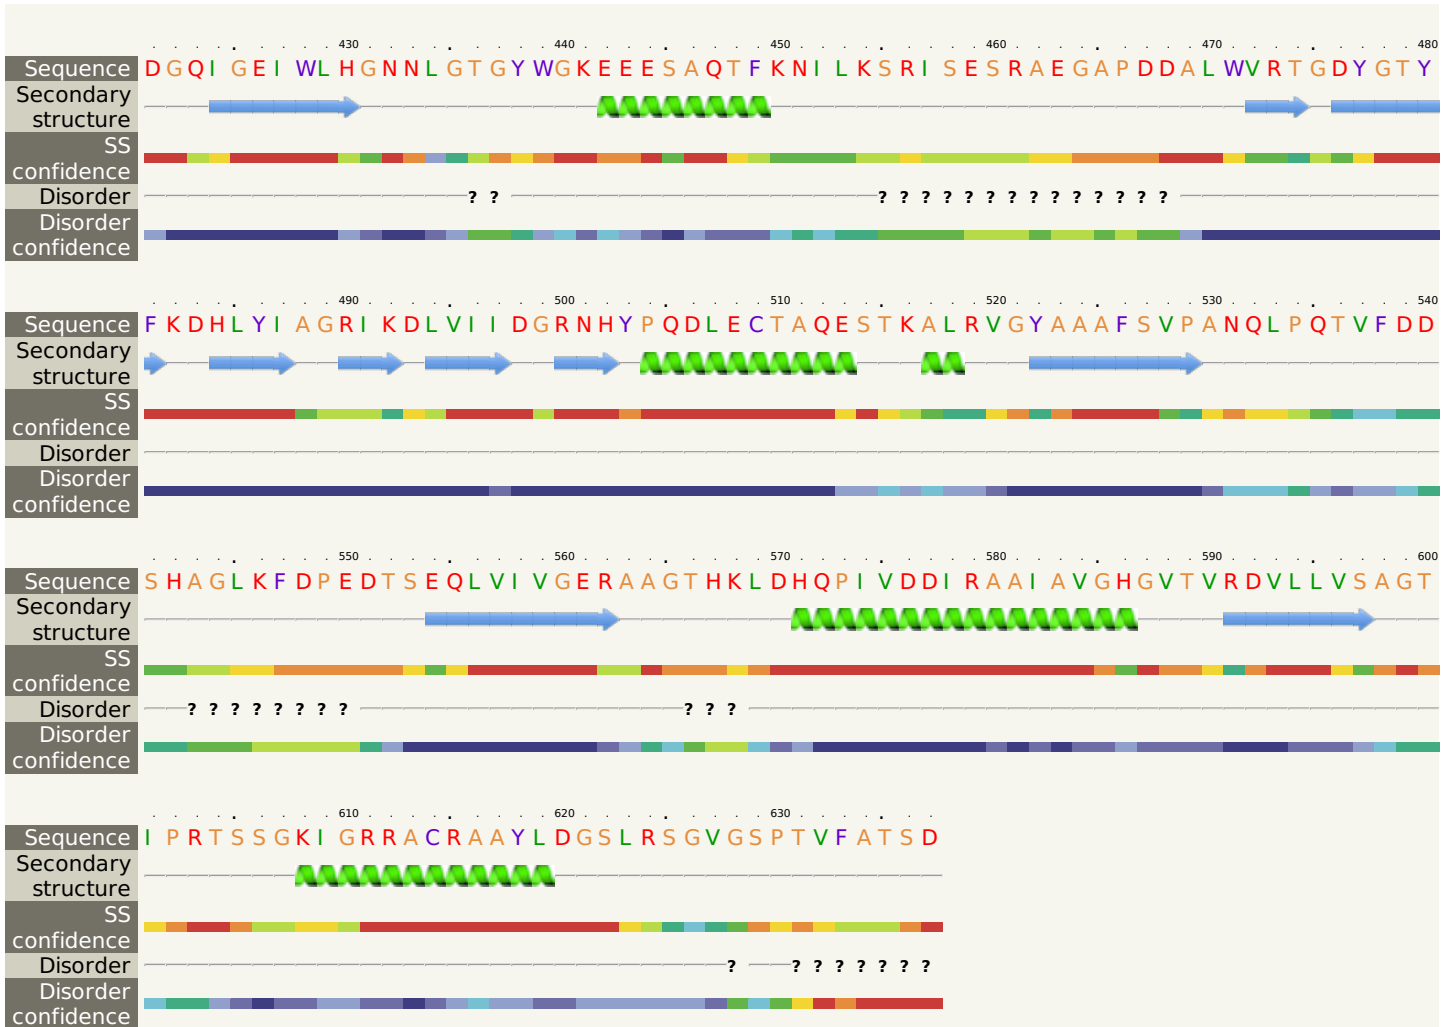 430 440 450 460 470 480
Sequence DGQIGEIWLHGNNLGTGYWGKEEESAQTFKNILKSRISESRAEGAPDDALWVRTGDYGTY
Secondary
structure
SS
confidence
Disorder ? ? ? ? ? ? ? ? ? ? ? ? ? ? ? ?
Disorder
confidence
490 500 510 520 530 540
Sequence FKDHLYIAGRIKDLVIIDGRNHYPQDLECTAQESTKALRVGYAAAFSVPANQLPQTVFDD
Secondary
structure
SS
confidence
Disorder
Disorder
confidence
550 560 570 580 590 600
Sequence SHAGLKFDPEDTSEQLVIVGERAAGTHKLDHQPIVDDIRAAIAVGHGVTVRDVLLVSAGT
Secondary
structure
SS
confidence
Disorder ? ? ? ? ? ? ? ? ? ? ?
Disorder
confidence
610 620 630
Sequence IPRTSSGKIGRRACRAAYLDGSLRSGVGSPTVFATSD
Secondary
structure
SS
confidence
Disorder ? ? ? ? ? ? ? ?
Disorder
confidence